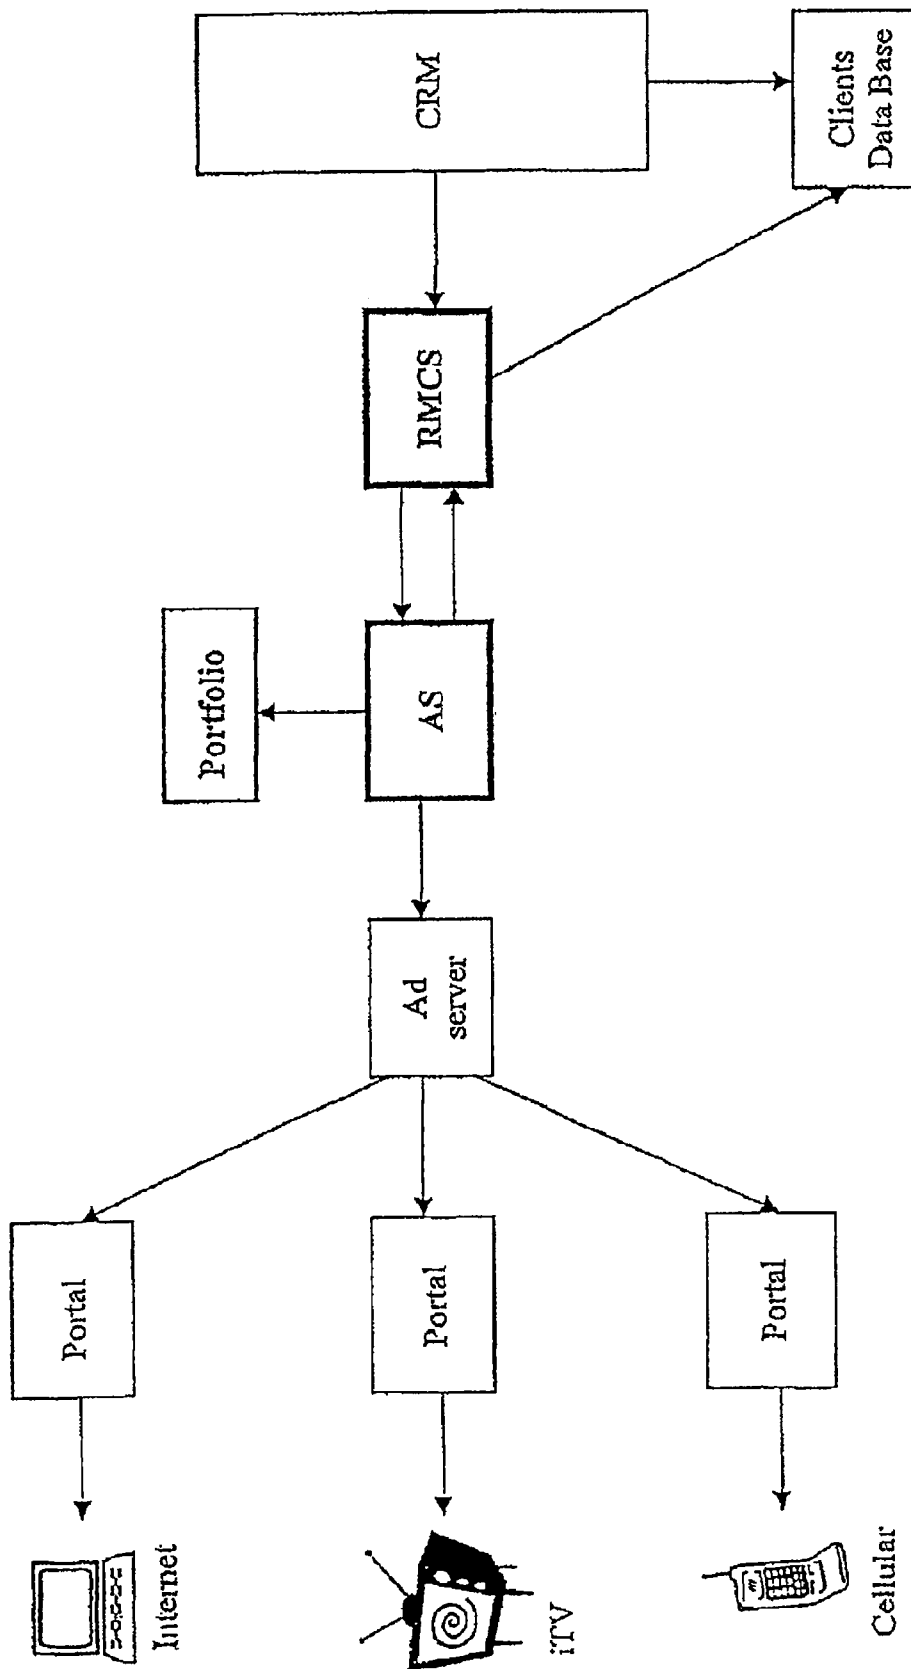 CRM
Clients
Data Base
RMCS
Portfolio
AS
Ad
server
Portal
Portal
Portal
Internet
iTV
Cellular